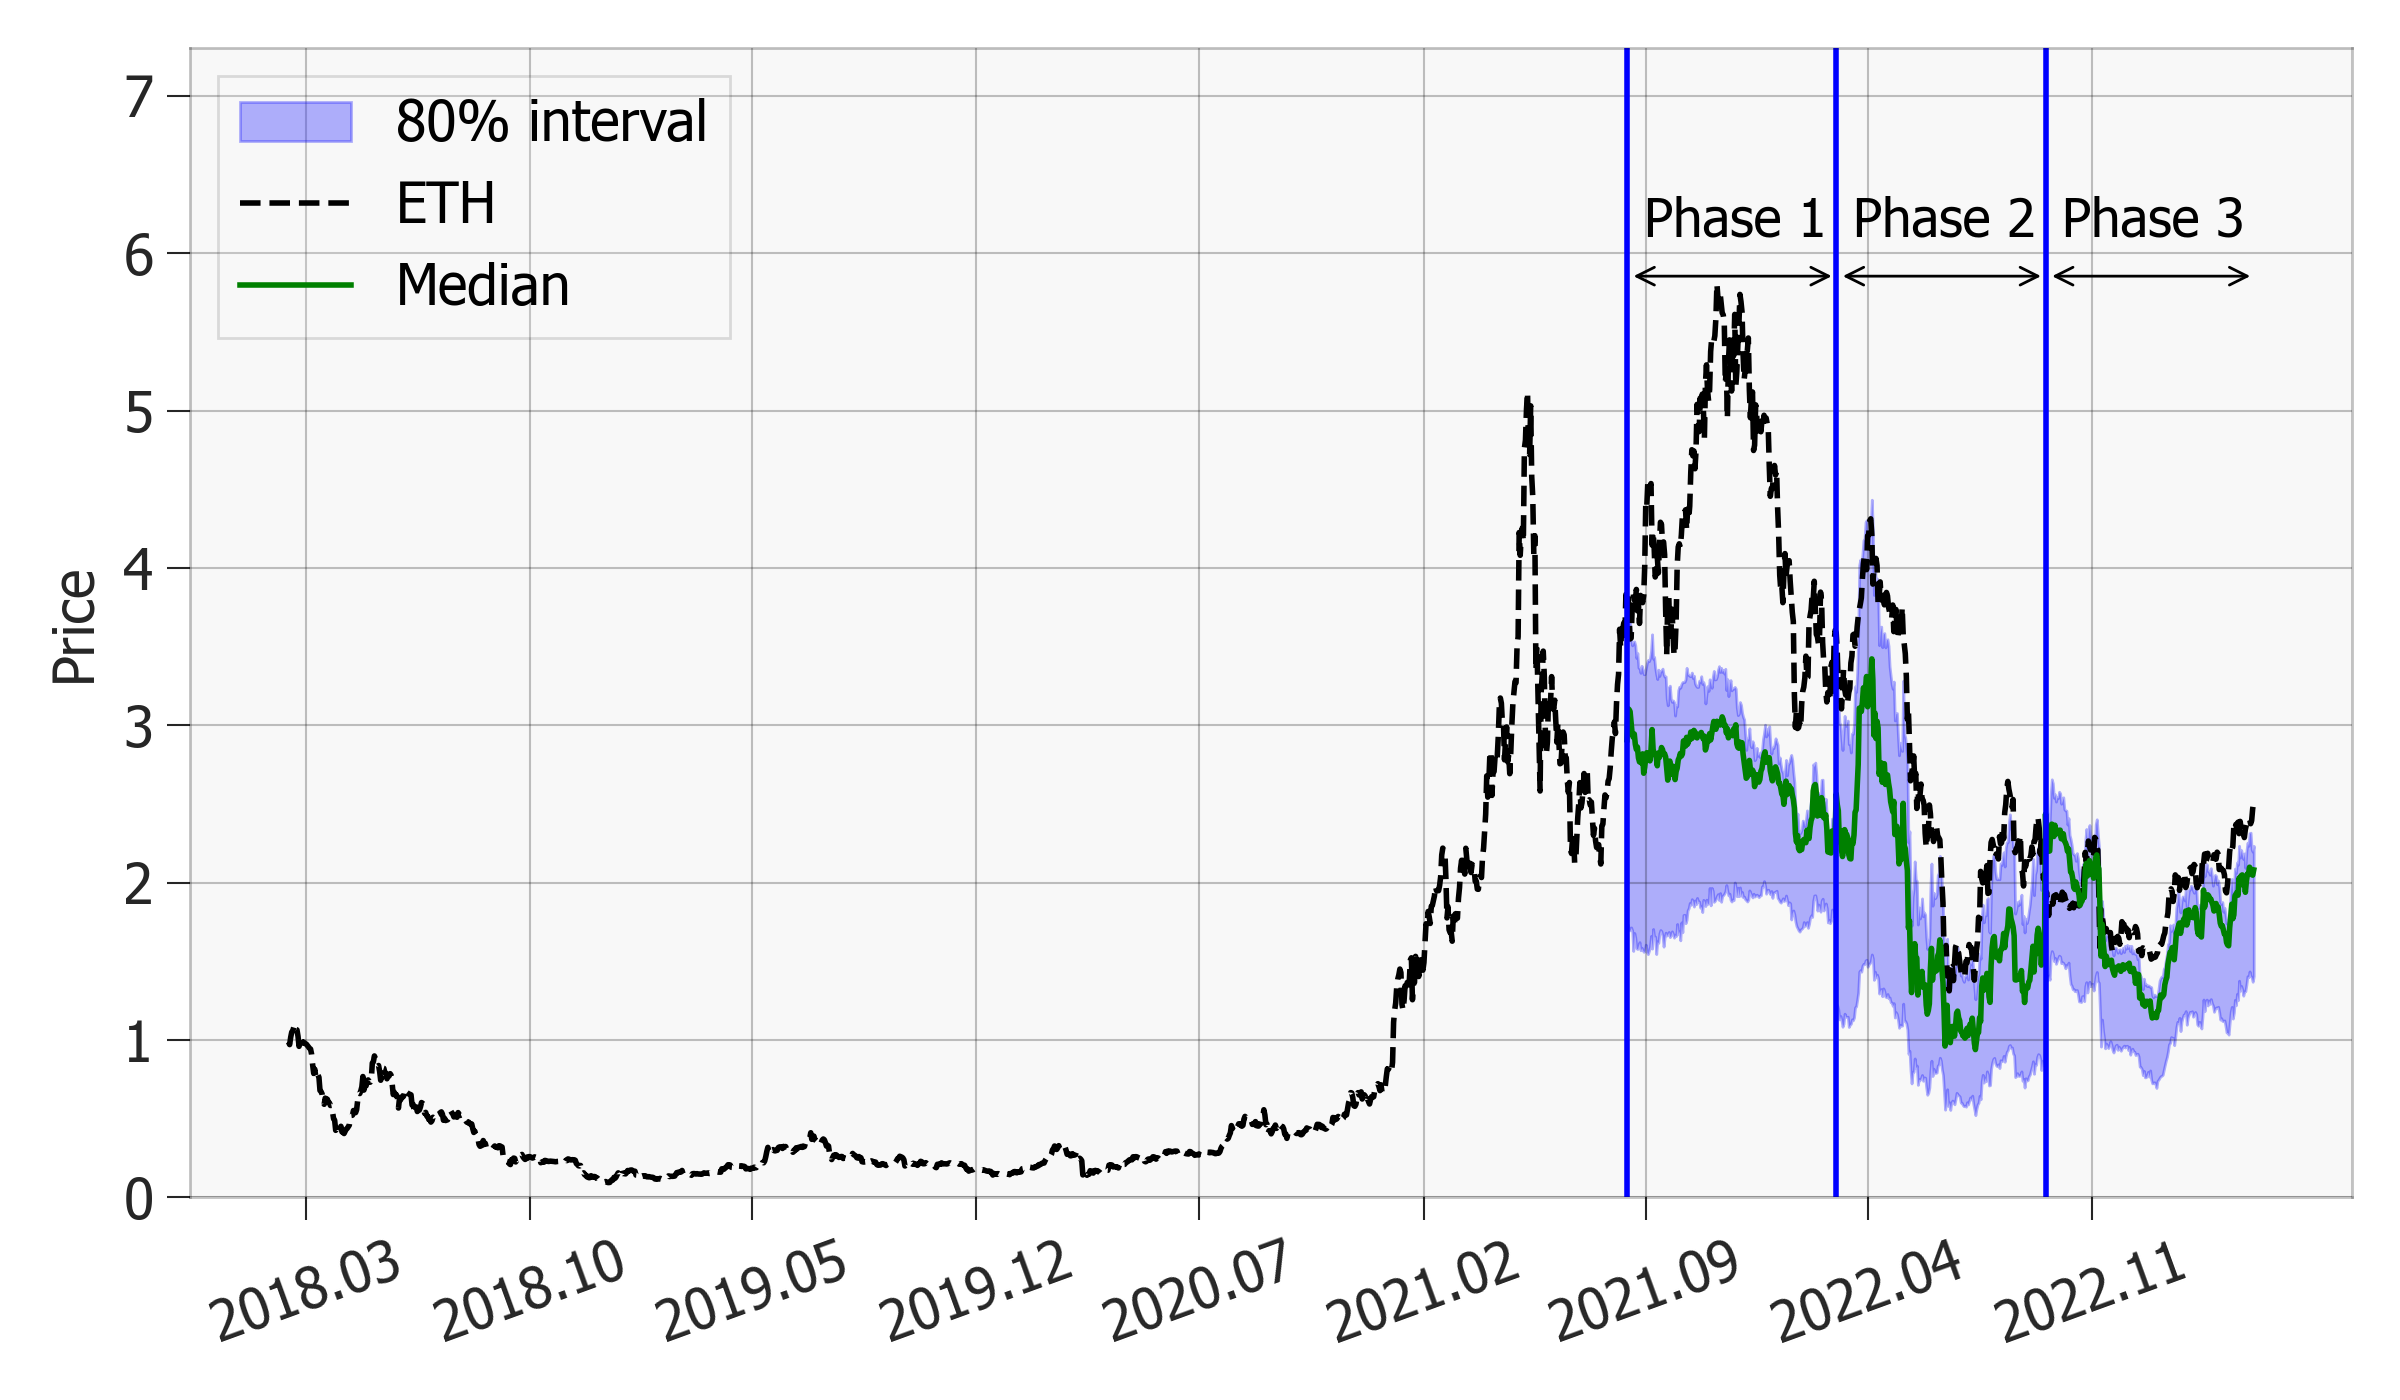 80% interval
ETH
Median
Phase 1
Phase 2
Phase 3
Price
7
6
5
4
3
2
1
0
2018.03
2018.10
2019.05
2019.12
2020.07
2021.02
2021.09
2022.04
2022.11